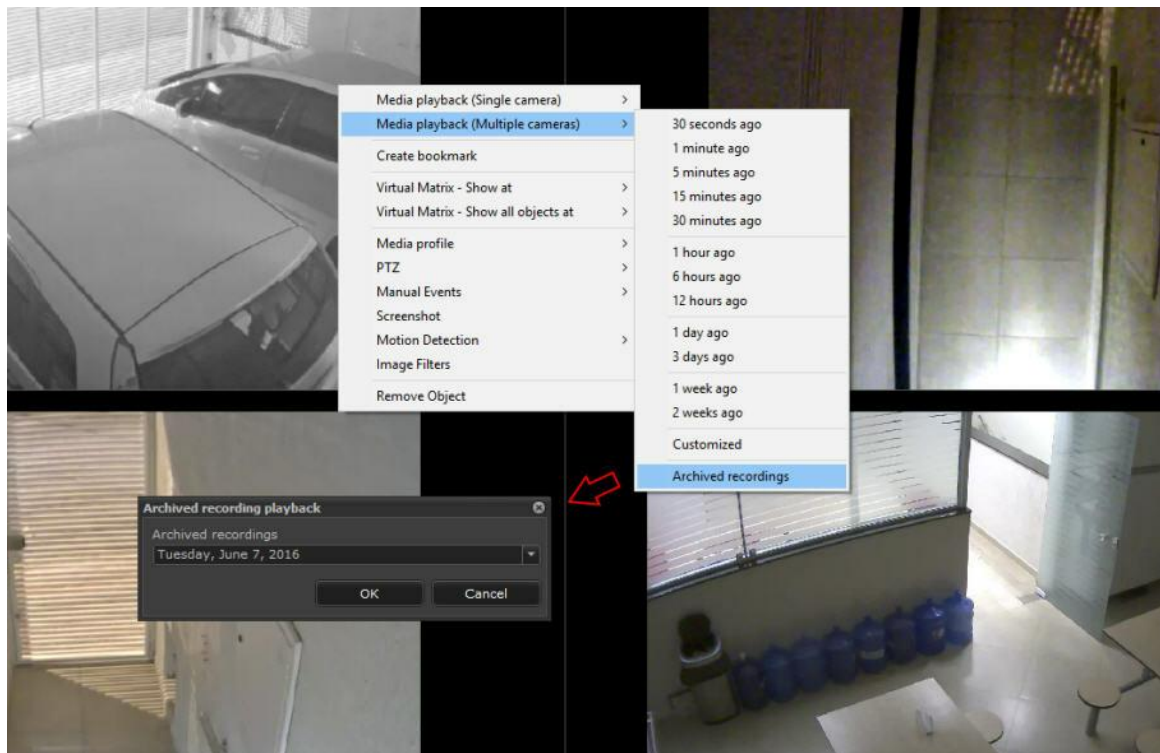 Media playback (Single camera)
Media playback (Multiple cameras)
Create bookmark
Virtual Matrix - Show at
Virtual Matrix - Show all objects at
Media profile
PTZ
Manual Events
Screenshot
Motion Detection
Image Filters
Remove Object
30 seconds ago
1 minute ago
5 minutes ago
15 minutes ago
30 minutes ago
1 hour ago
6 hours ago
12 hours ago
1 day ago
3 days ago
1 week ago
2 weeks ago
Customized
Archived recordings
Archived recording playback
Archived recordings
Tuesday, June 7, 2016
OK Cancel